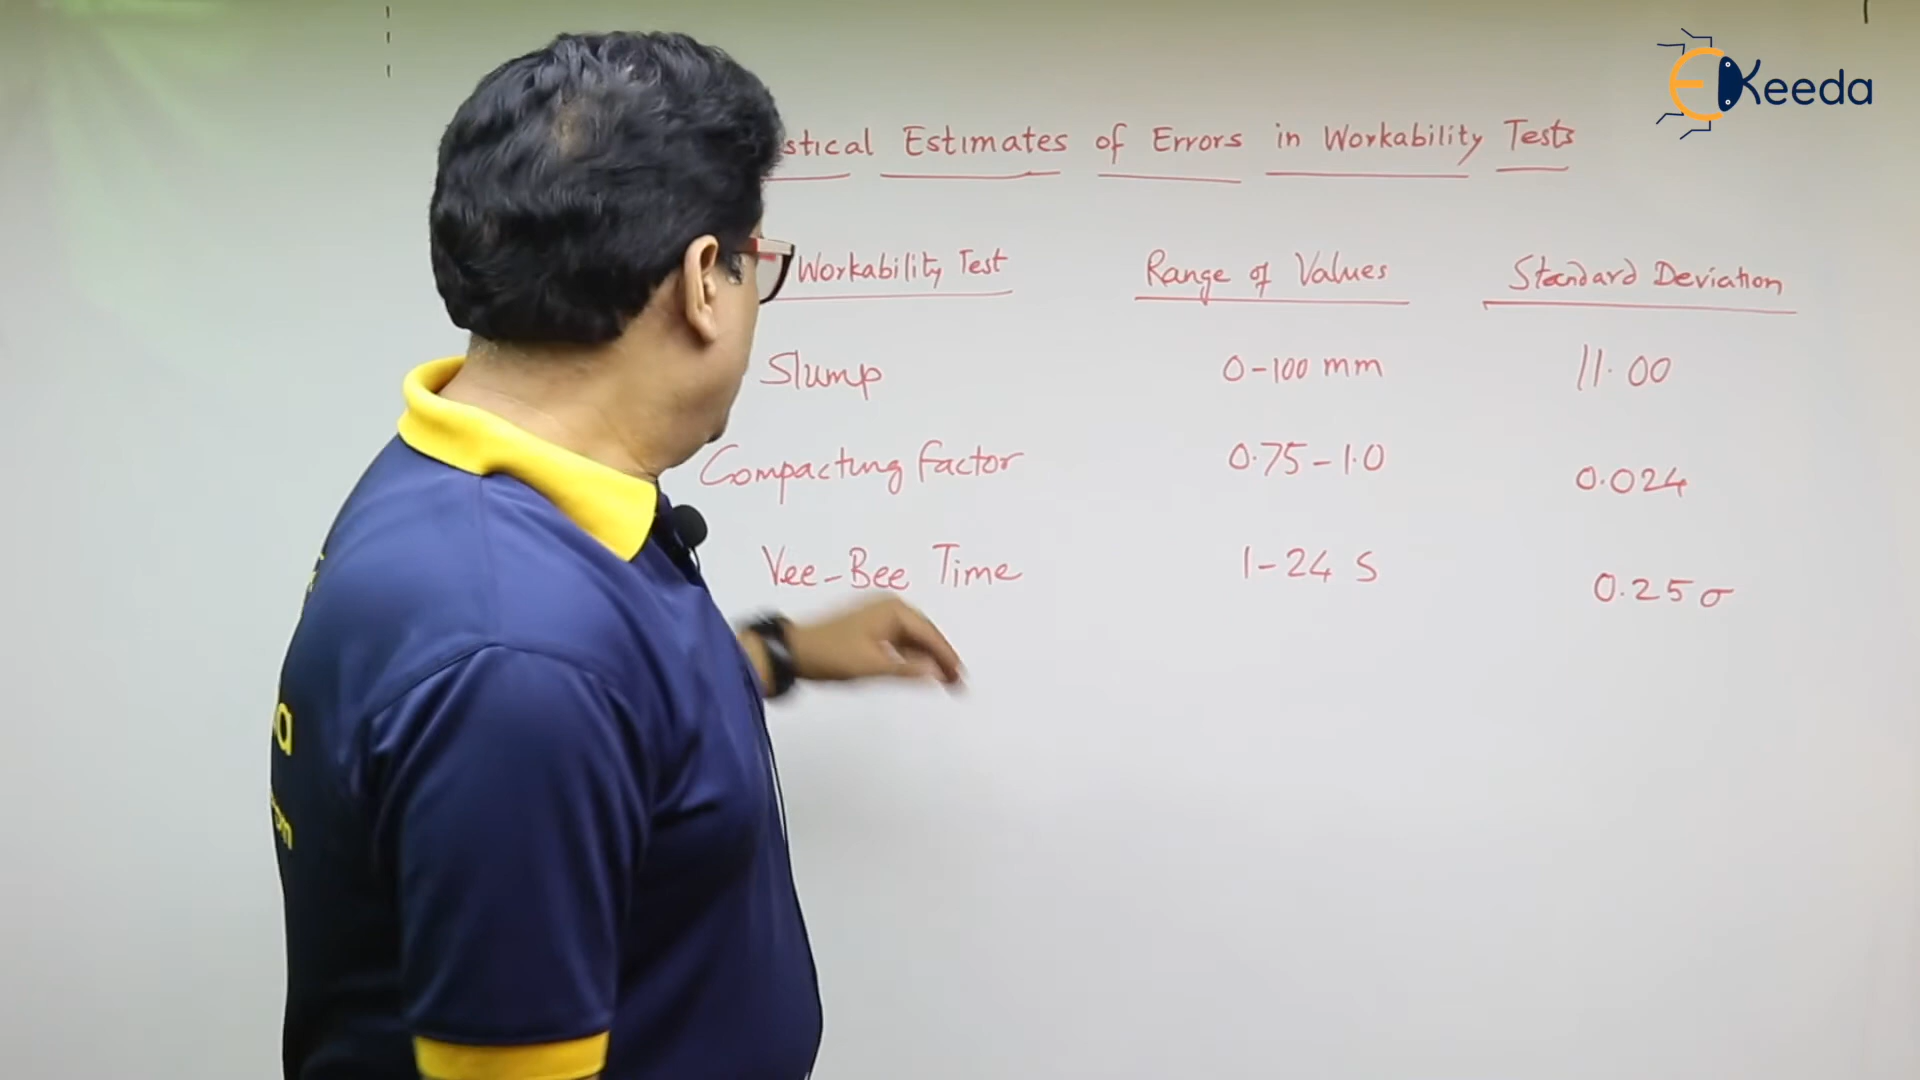 Keeda
stical Estimates of Errors in Workability Tests
Workability Test Range of Values Standard Deviation
Slump 0-100 mm 11.00
Compacting factor 0.75-1.0 0.024
Vee-Bee Time 1-24 S 0.25 σ